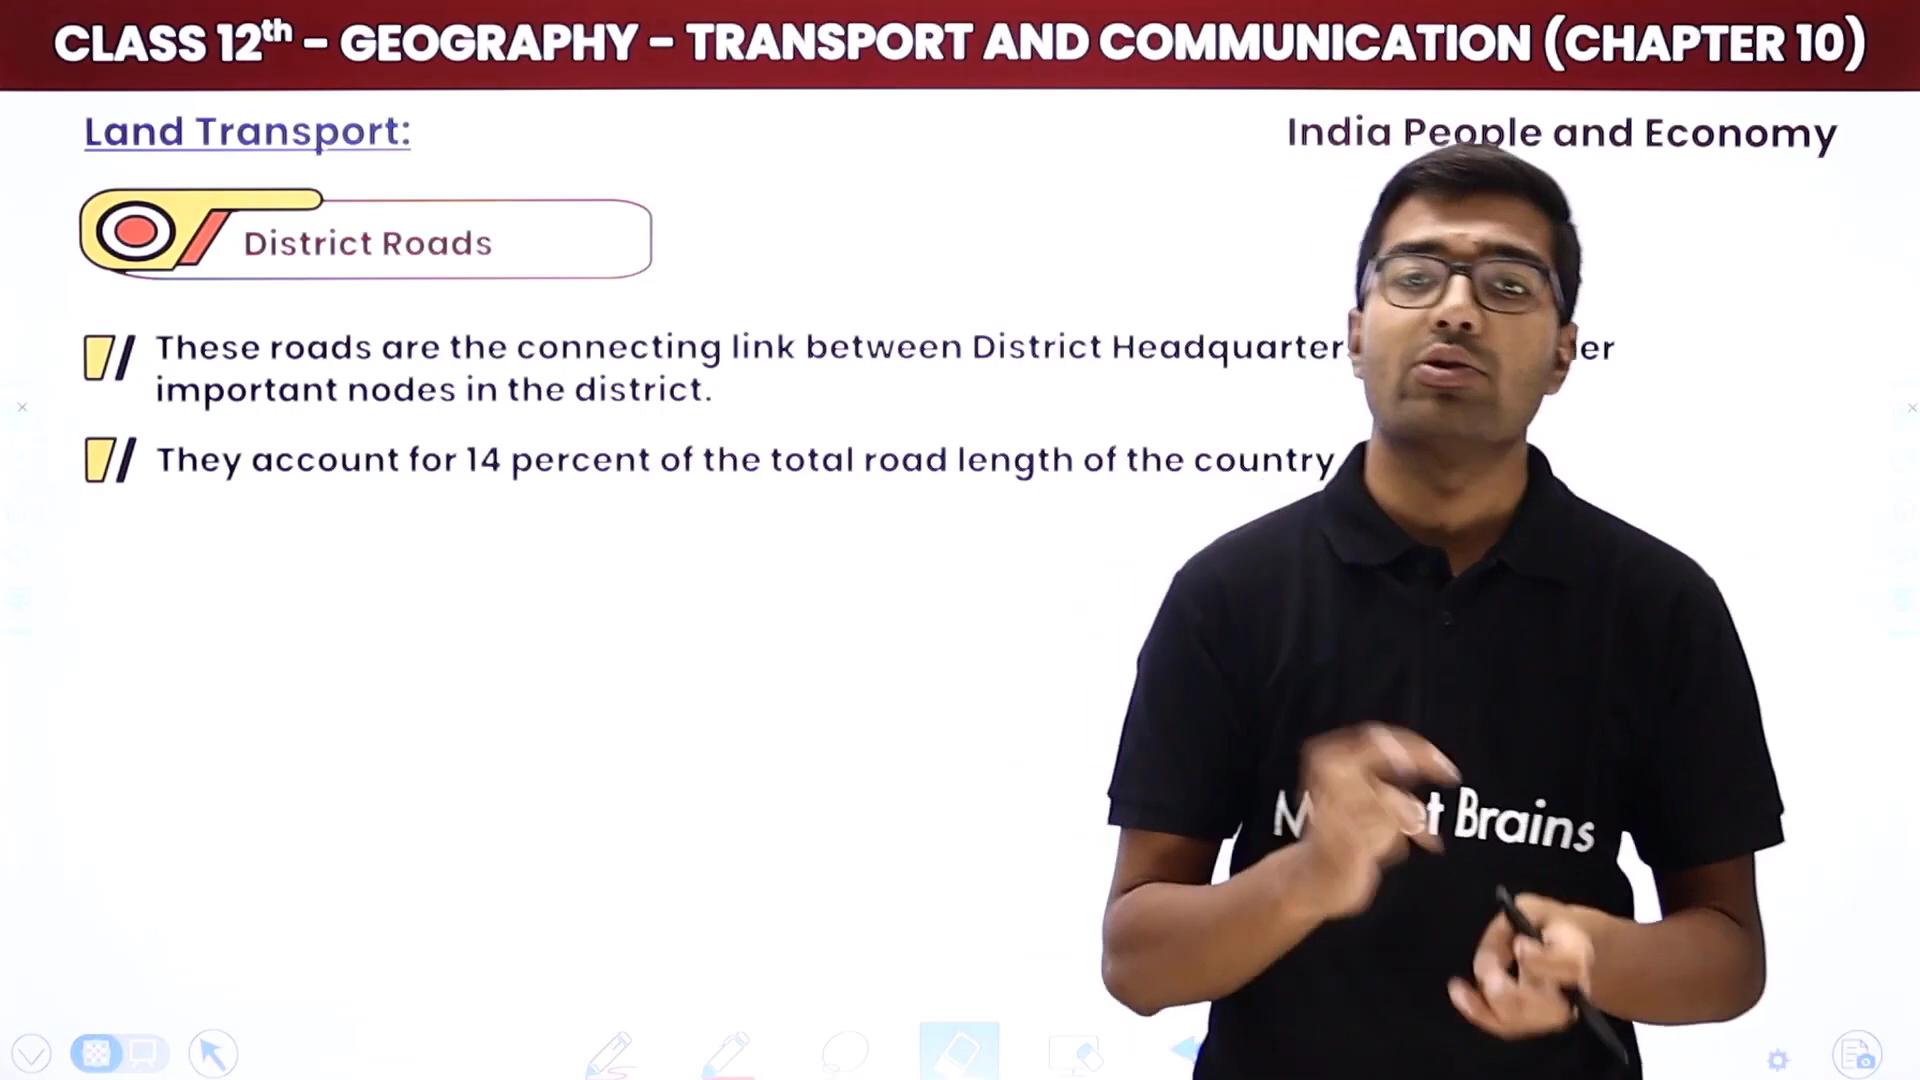 CLASS 12th – GEOGRAPHY – TRANSPORT AND COMMUNICATION (CHAPTER 10)
Land Transport:
India People and Economy
District Roads
These roads are the connecting link between District Headquarter
important nodes in the district.
They account for 14 percent of the total road length of the country
Brains